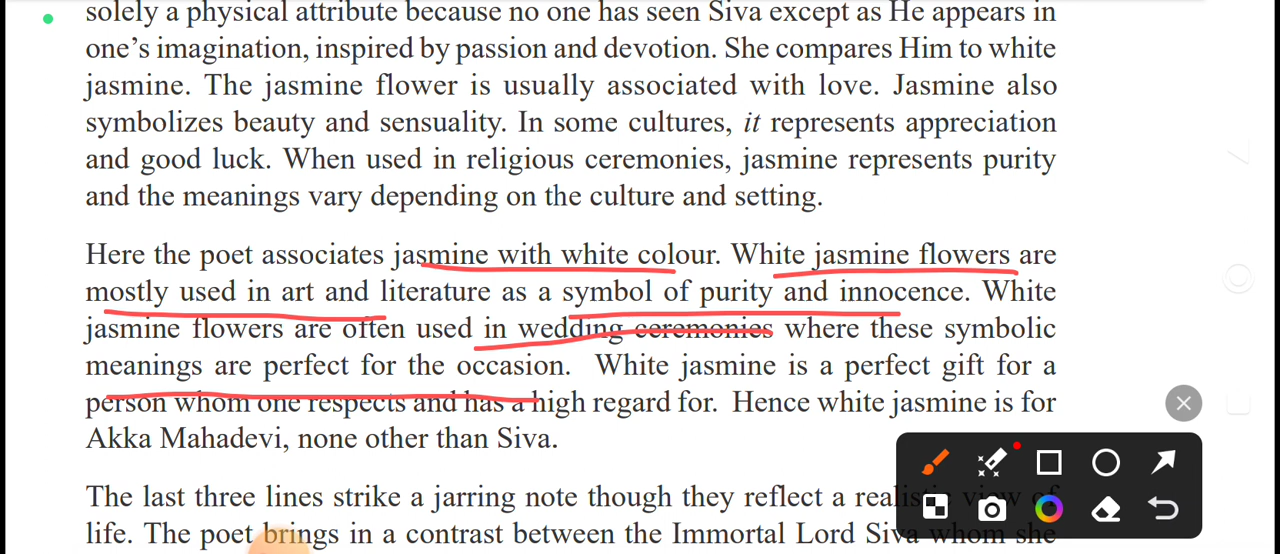 solely a physical attribute because no one has seen Siva except as He appears in
one's imagination, inspired by passion and devotion. She compares Him to white
jasmine. The jasmine flower is usually associated with love. Jasmine also
symbolizes beauty and sensuality. In some cultures, it represents appreciation
and good luck. When used in religious ceremonies, jasmine represents purity
and the meanings vary depending on the culture and setting.
Here the poet associates jasmine with white colour. White jasmine flowers are
mostly used in art and literature as a symbol of purity and innocence. White
jasmine flowers are often used in wedding ceremonies where these symbolic
meanings are perfect for the occasion. White jasmine is a perfect gift for a
person whom one respects and has a high regard for. Hence white jasmine is for
Akka Mahadevi, none other than Siva.
The last three lines strike a jarring note though they reflect a realistic view of
life. The poet brings in a contrast between the Immortal Lord Siva whom she